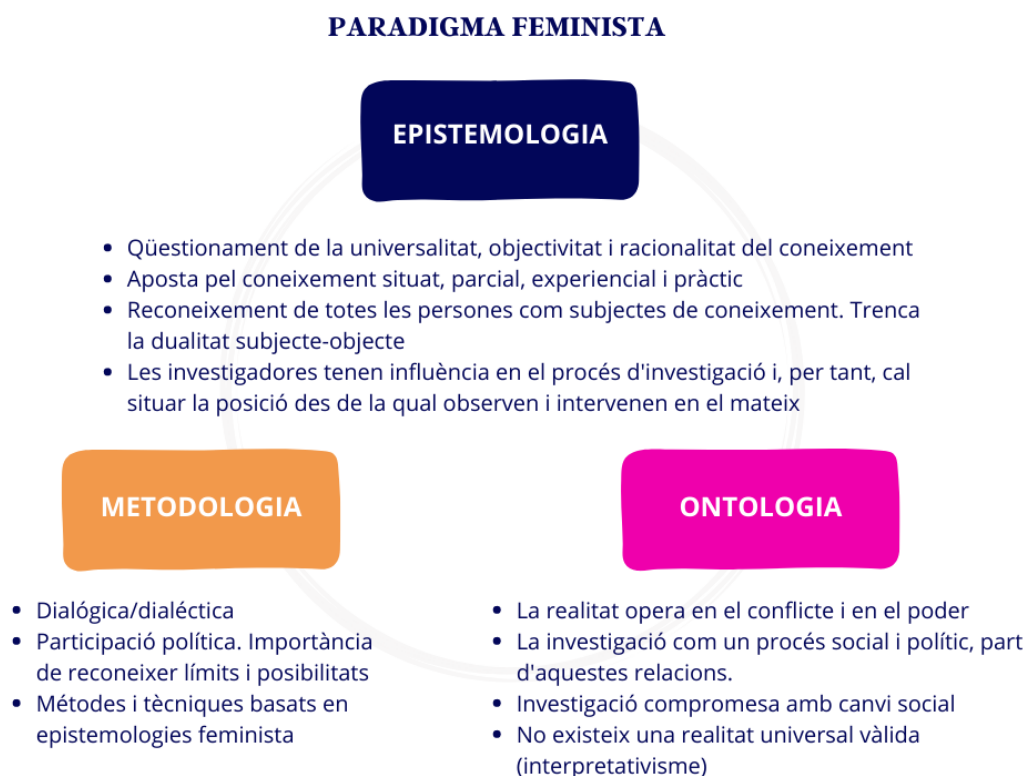 PARADIGMA FEMINISTA
EPISTEMOLOGIA
• Qüestionament de la universalitat, objectivitat i racionalitat del coneixement
• Aposta pel coneixement situat, parcial, experiencial i pràctic
• Reconeixement de totes les persones com subjectes de coneixement. Trenca
la dualitat subjecte-objecte
• Les investigadores tenen influència en el procés d'investigació i, per tant, cal
situar la posició des de la qual observen i intervenen en el mateix
METODOLOGIA
• Dialógica/dialéctica
• Participació política. Importància
de reconeixer límits i posibilitats
• Métodes i tècniques basats en
epistemologies feminista
ONTOLOGIA
• La realitat opera en el conflicte i en el poder
• La investigació com un procés social i polític, part
d'aquestes relacions.
• Investigació compromesa amb canvi social
• No existeix una realitat universal vàlida
(interpretativisme)